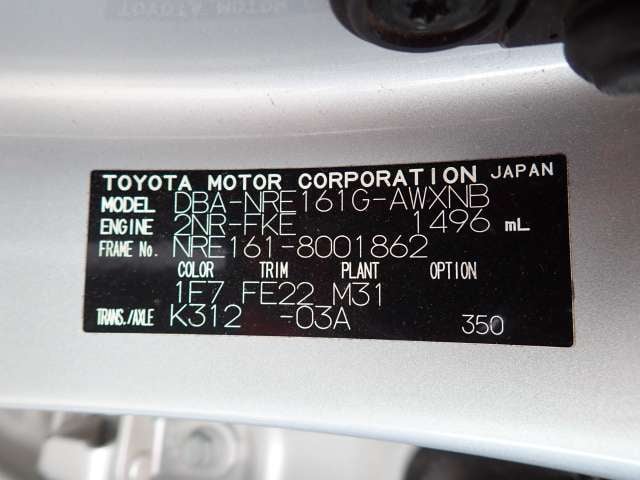 TOYOTA MOTOR CORPORATION JAPAN
MODEL DBA-NRE161G-AWXNB
ENGINE 2NR-FKE 1496 mL
FRAME No. NRE161-8001862
COLOR TRIM PLANT OPTION
1F7 FE22 M31
TRANS./AXLE K312 -03A 350